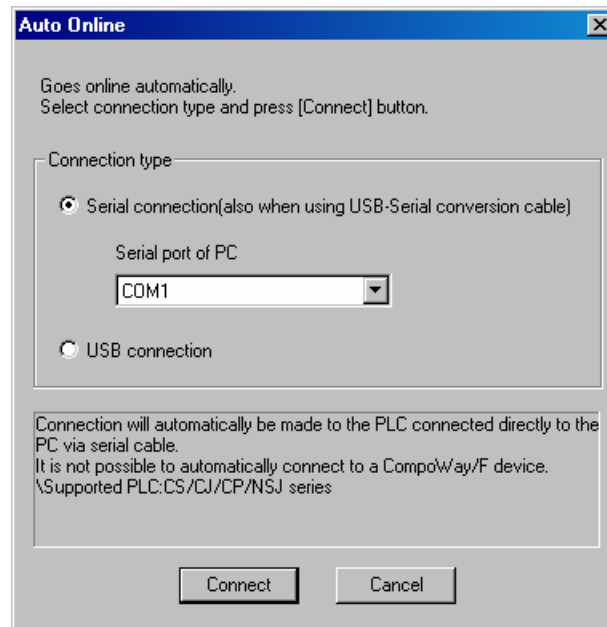 Auto Online
Goes online automatically.
Select connection type and press [Connect] button.
Connection type
Serial connection(also when using USB-Serial conversion cable)
Serial port of PC
COM1
USB connection
Connection will automatically be made to the PLC connected directly to the
PC via serial cable.
It is not possible to automatically connect to a CompoWay/F device.
\Supported PLC:CS/CJ/CP/NSJ series
Connect
Cancel